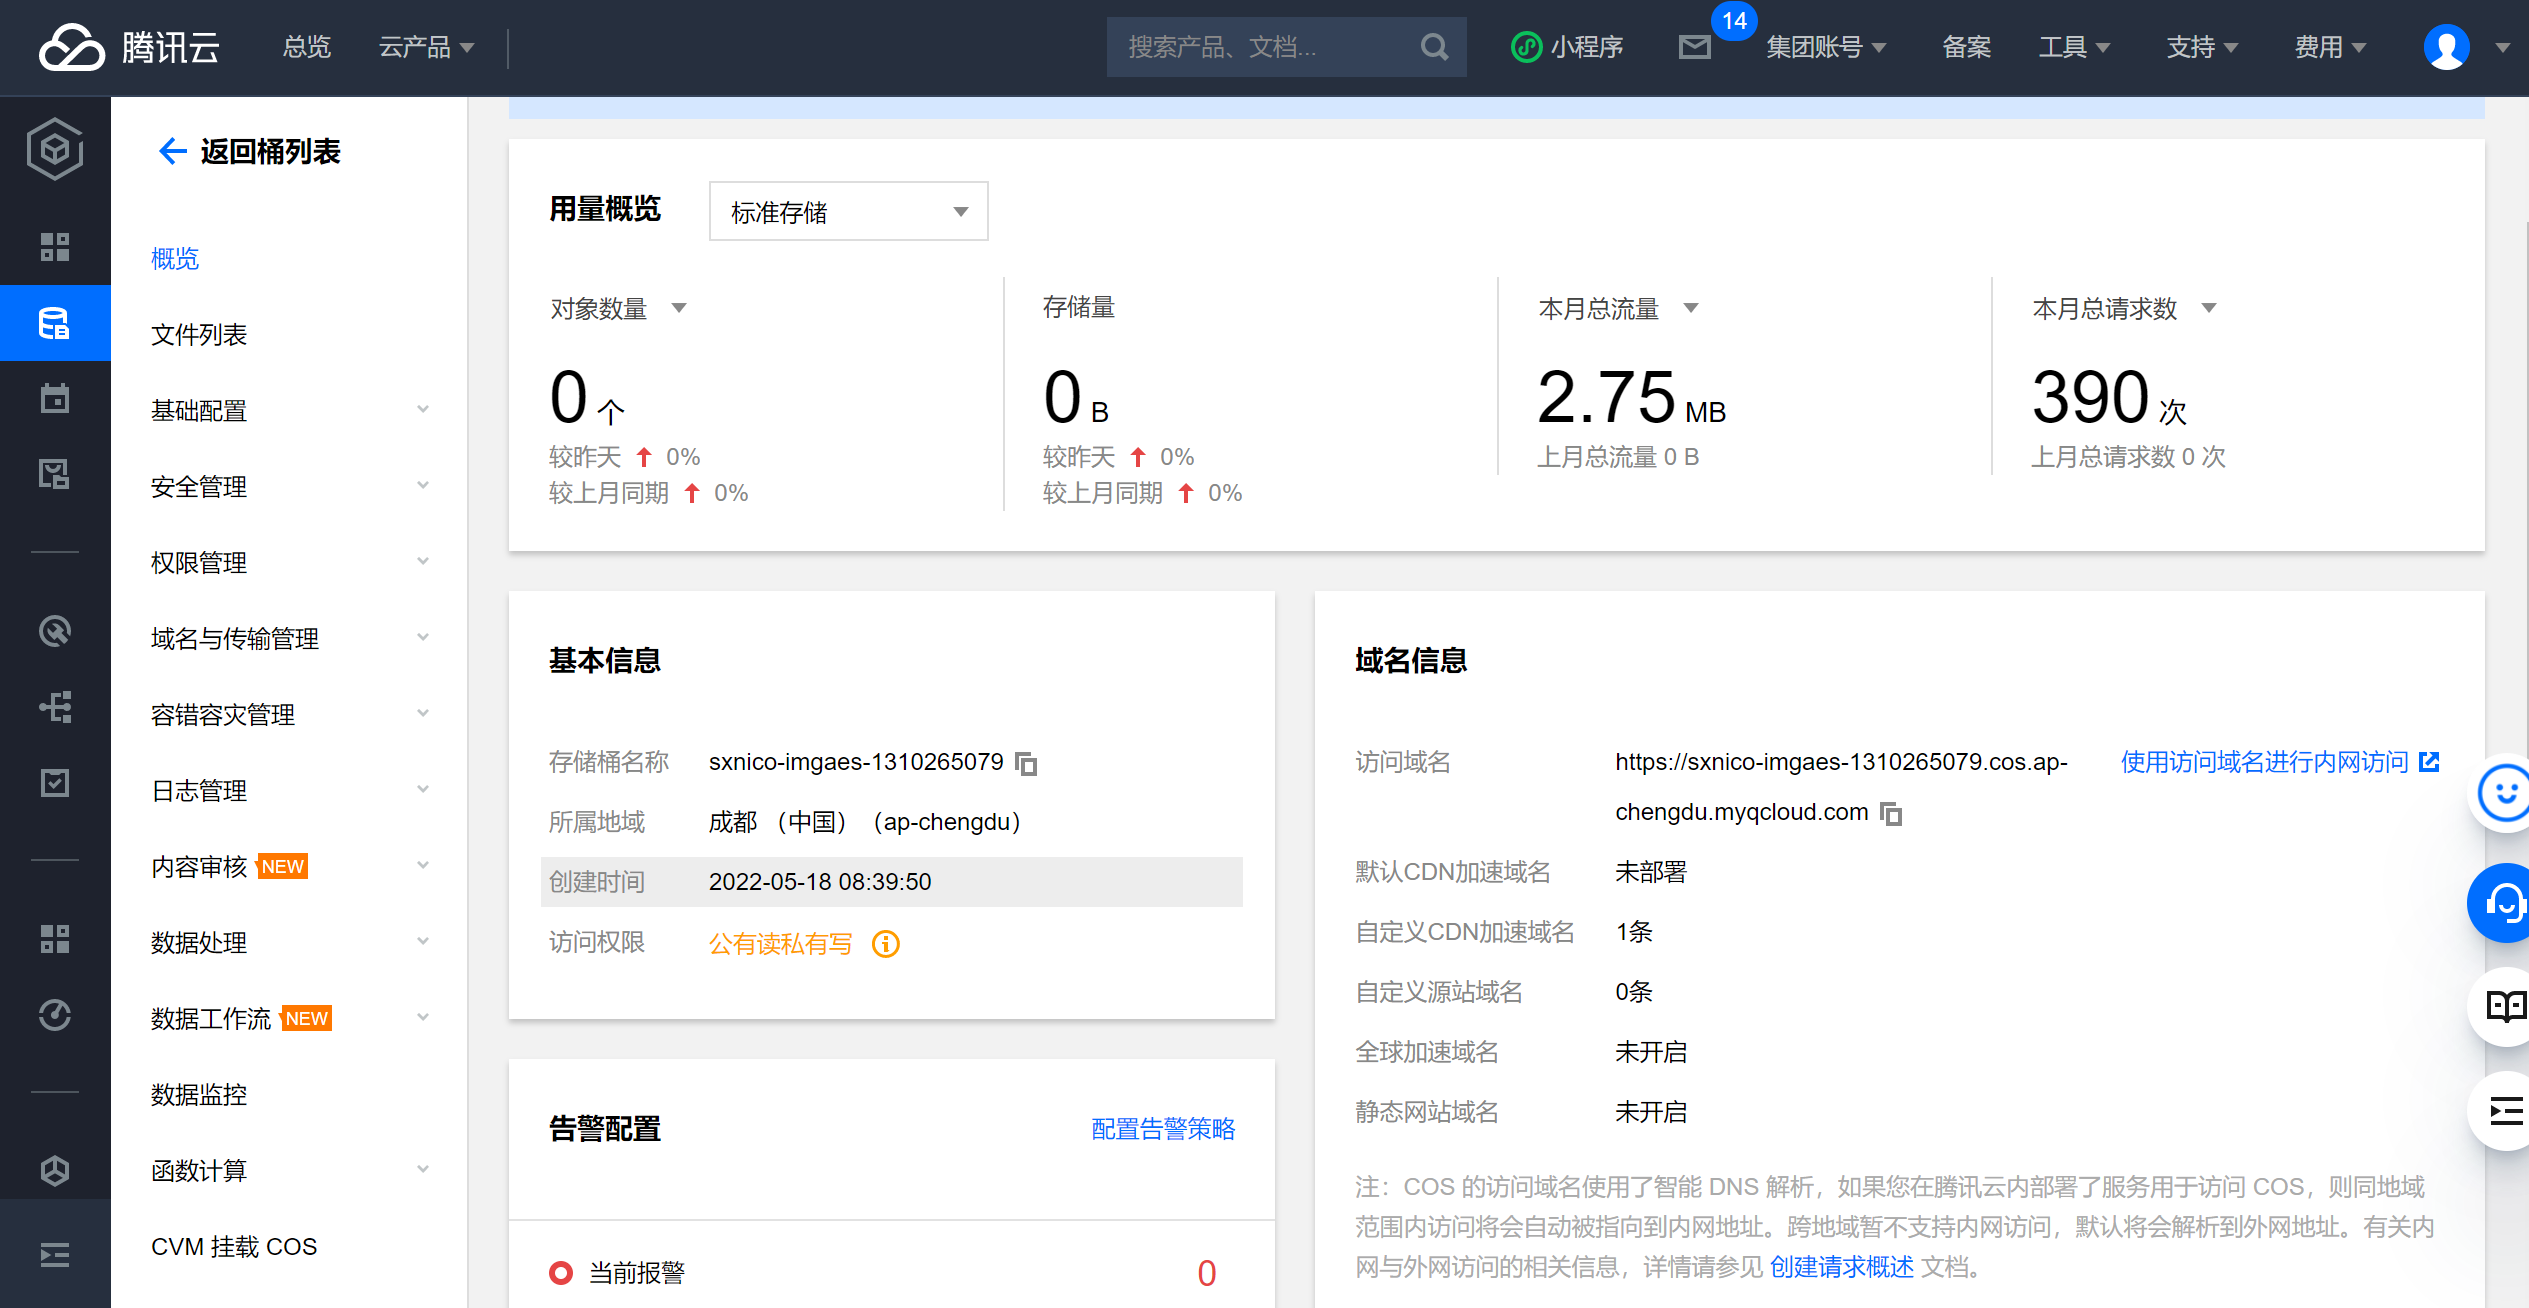 腾讯云
总览
云产品
搜索产品、文档...
小程序
14
集团账号
备案
工具
支持
费用
返回桶列表
概览
文件列表
基础配置
安全管理
权限管理
域名与传输管理
容错容灾管理
日志管理
内容审核 NEW
数据处理
数据工作流 NEW
数据监控
函数计算
CVM 挂载 COS
用量概览
标准存储
对象数量
0 个
较昨天 0%
较上月同期 0%
存储量
0 B
较昨天 0%
较上月同期 0%
本月总流量
2.75 MB
上月总流量 0 B
本月总请求数
390 次
上月总请求数 0 次
基本信息
存储桶名称 sxnico-imgaes-1310265079
所属地域 成都 （中国）（ap-chengdu）
创建时间 2022-05-18 08:39:50
访问权限 公有读私有写
告警配置
配置告警策略
当前报警 0
域名信息
访问域名 https://sxnico-imgaes-1310265079.cos.ap-
chengdu.myqcloud.com
使用访问域名进行内网访问
默认CDN加速域名 未部署
自定义CDN加速域名 1条
自定义源站域名 0条
全球加速域名 未开启
静态网站域名 未开启
注：COS 的访问域名使用了智能 DNS 解析，如果您在腾讯云内部署了服务用于访问 COS，则同地域
范围内访问将会自动被指向到内网地址。跨地域暂不支持内网访问，默认将会解析到外网地址。有关内
网与外网访问的相关信息，详情请参见 创建请求概述 文档。